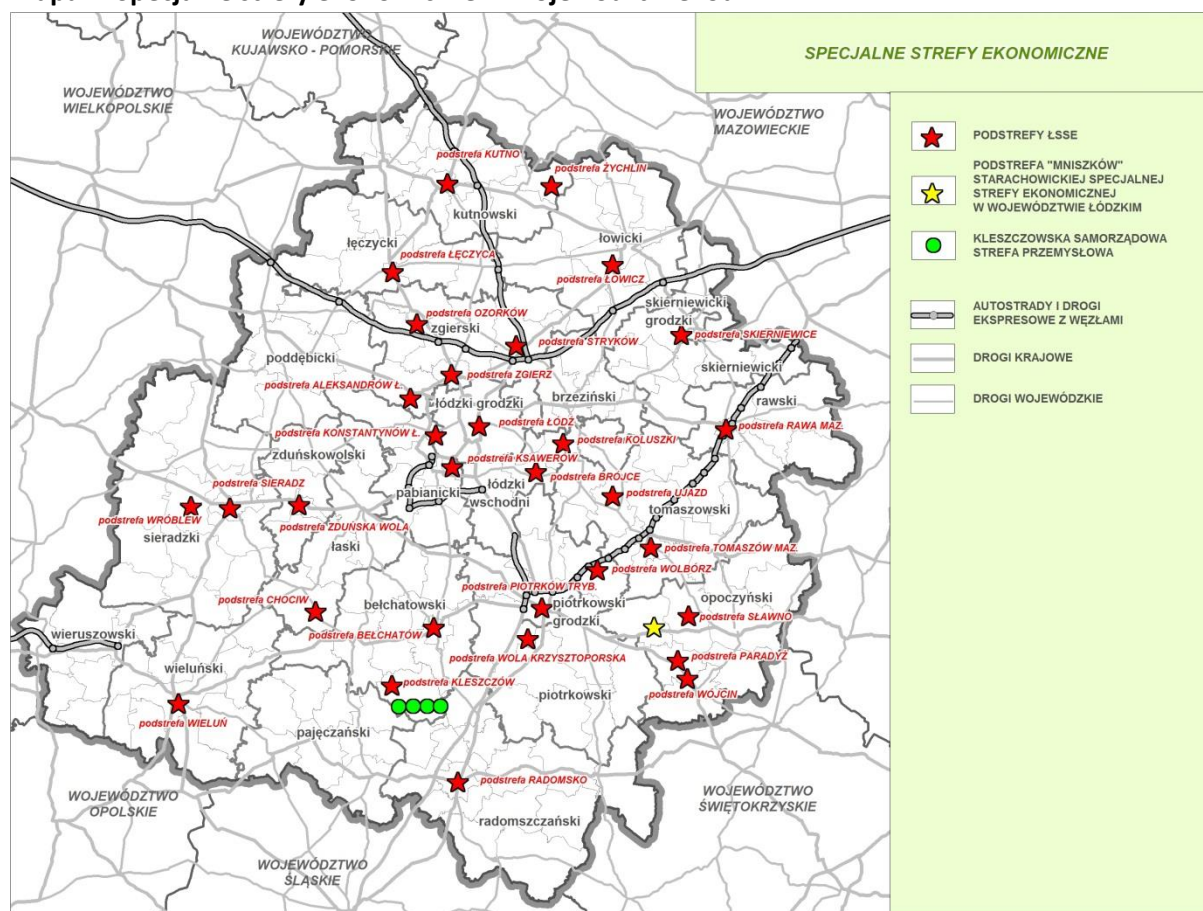 WOJEWÓDZTWO
KUJAWSKO - POMORSKIE
SPECJALNE STREFY EKONOMICZNE
WOJEWÓDZTWO
WIELKOPOLSKIE
WOJEWÓDZTWO
MAZOWIECKIE
PODSTREFY ŁSSE
PODSTREFA "MNISZKÓW"
STARACHOWICKIEJ SPECJALNEJ
STREFY EKONOMICZNEJ
W WOJEWÓDZTWIE ŁÓDZKIM
KLESZCZOWSKA SAMORZĄDOWA
STREFA PRZEMYSŁOWA
AUTOSTRADY I DROGI
EKSPRESOWE Z WĘZŁAMI
DROGI KRAJOWE
DROGI WOJEWÓDZKIE
podstrefa KUTNO
podstrefa ŻYCHLIN
kutnowski
łęczycki
łowicki
podstrefa ŁĘCZYCA
podstrefa ŁOWICZ
skierniewicki
grodzki
podstrefa OZORKÓW
zgierski
podstrefa SKIERNIEWICE
podstrefa STRYKÓW
poddębicki
skierniewicki
podstrefa ZGIERZ
podstrefa ALEKSANDRÓW Ł.
brzeziński
rawski
łódzki grodzki
podstrefa ŁÓDŹ
podstrefa RAWA MAZ.
podstrefa KONSTANTYNÓW Ł.
podstrefa KOLUSZKI
zduńskowolski
podstrefa KSAWERÓW
podstrefa BRÓJCE
podstrefa SIERADZ
łódzki
wschodni
pabianicki
podstrefa UJAZD
tomaszowski
podstrefa WRÓBLEW
podstrefa ZDUŃSKA WOLA
sieradzki
łaski
podstrefa TOMASZÓW MAZ.
podstrefa WOLBÓRZ
podstrefa PIOTRKÓW TRYB.
podstrefa CHOCIW
bełchatowski
piotrkowski
grodzki
opoczyński
podstrefa SŁAWNO
podstrefa BEŁCHATÓW
wieruszowski
podstrefa WOLA KRZYSZTOPORSKA
podstrefa PARADYŻ
wieluński
podstrefa WÓJCIN
podstrefa KLESZCZÓW
piotrkowski
podstrefa WIELUŃ
pajęczański
podstrefa RADOMSKO
WOJEWÓDZTWO
OPOLSKIE
WOJEWÓDZTWO
ŚWIĘTOKRZYSKIE
radomszczański
WOJEWÓDZTWO
ŚLĄSKIE